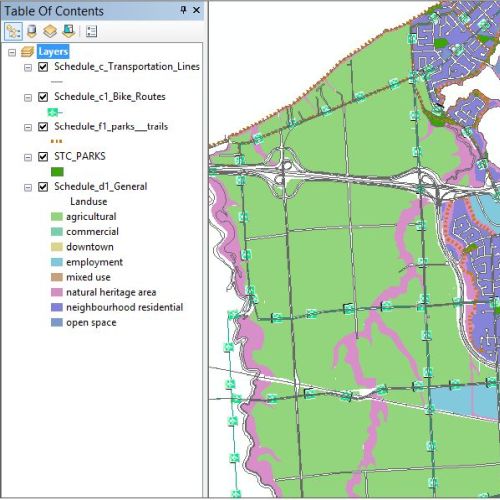 Table Of Contents
Layers
Schedule_c_Transportation_Lines
Schedule_c1_Bike_Routes
Schedule_f1_parks___trails
STC_PARKS
Schedule_d1_General
Landuse
agricultural
commercial
downtown
employment
mixed use
natural heritage area
neighbourhood residential
open space